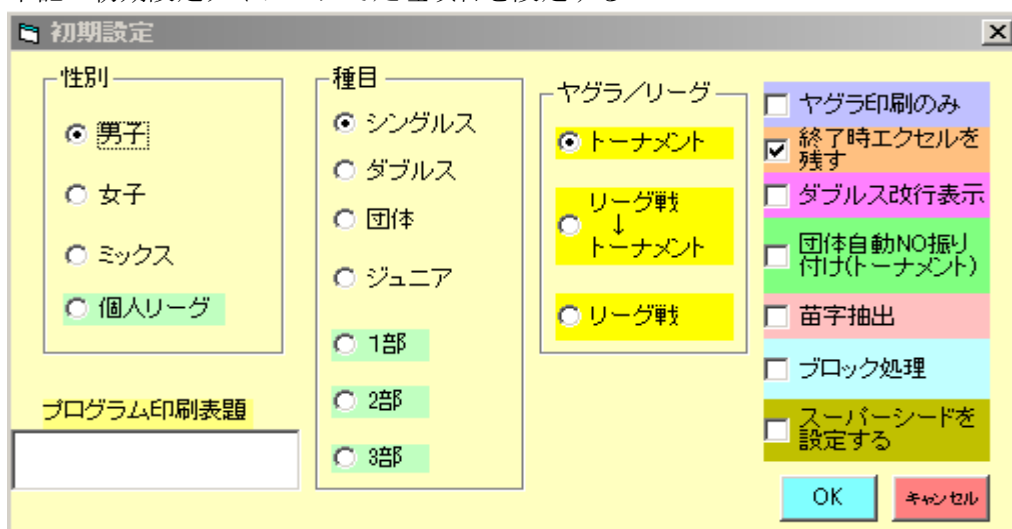 初期設定
性別
男子
女子
ミックス
個人リーグ
種目
シングルス
ダブルス
団体
ジュニア
1部
2部
3部
ヤグラ/リーグ
トーナメント
リーグ戦
↓
トーナメント
リーグ戦
ヤグラ印刷のみ
終了時エクセルを
残す
ダブルス改行表示
団体自動NO振り
付け(トーナメント)
苗字抽出
ブロック処理
スーパーシードを
設定する
プログラム印刷表題
OK
キャンセル